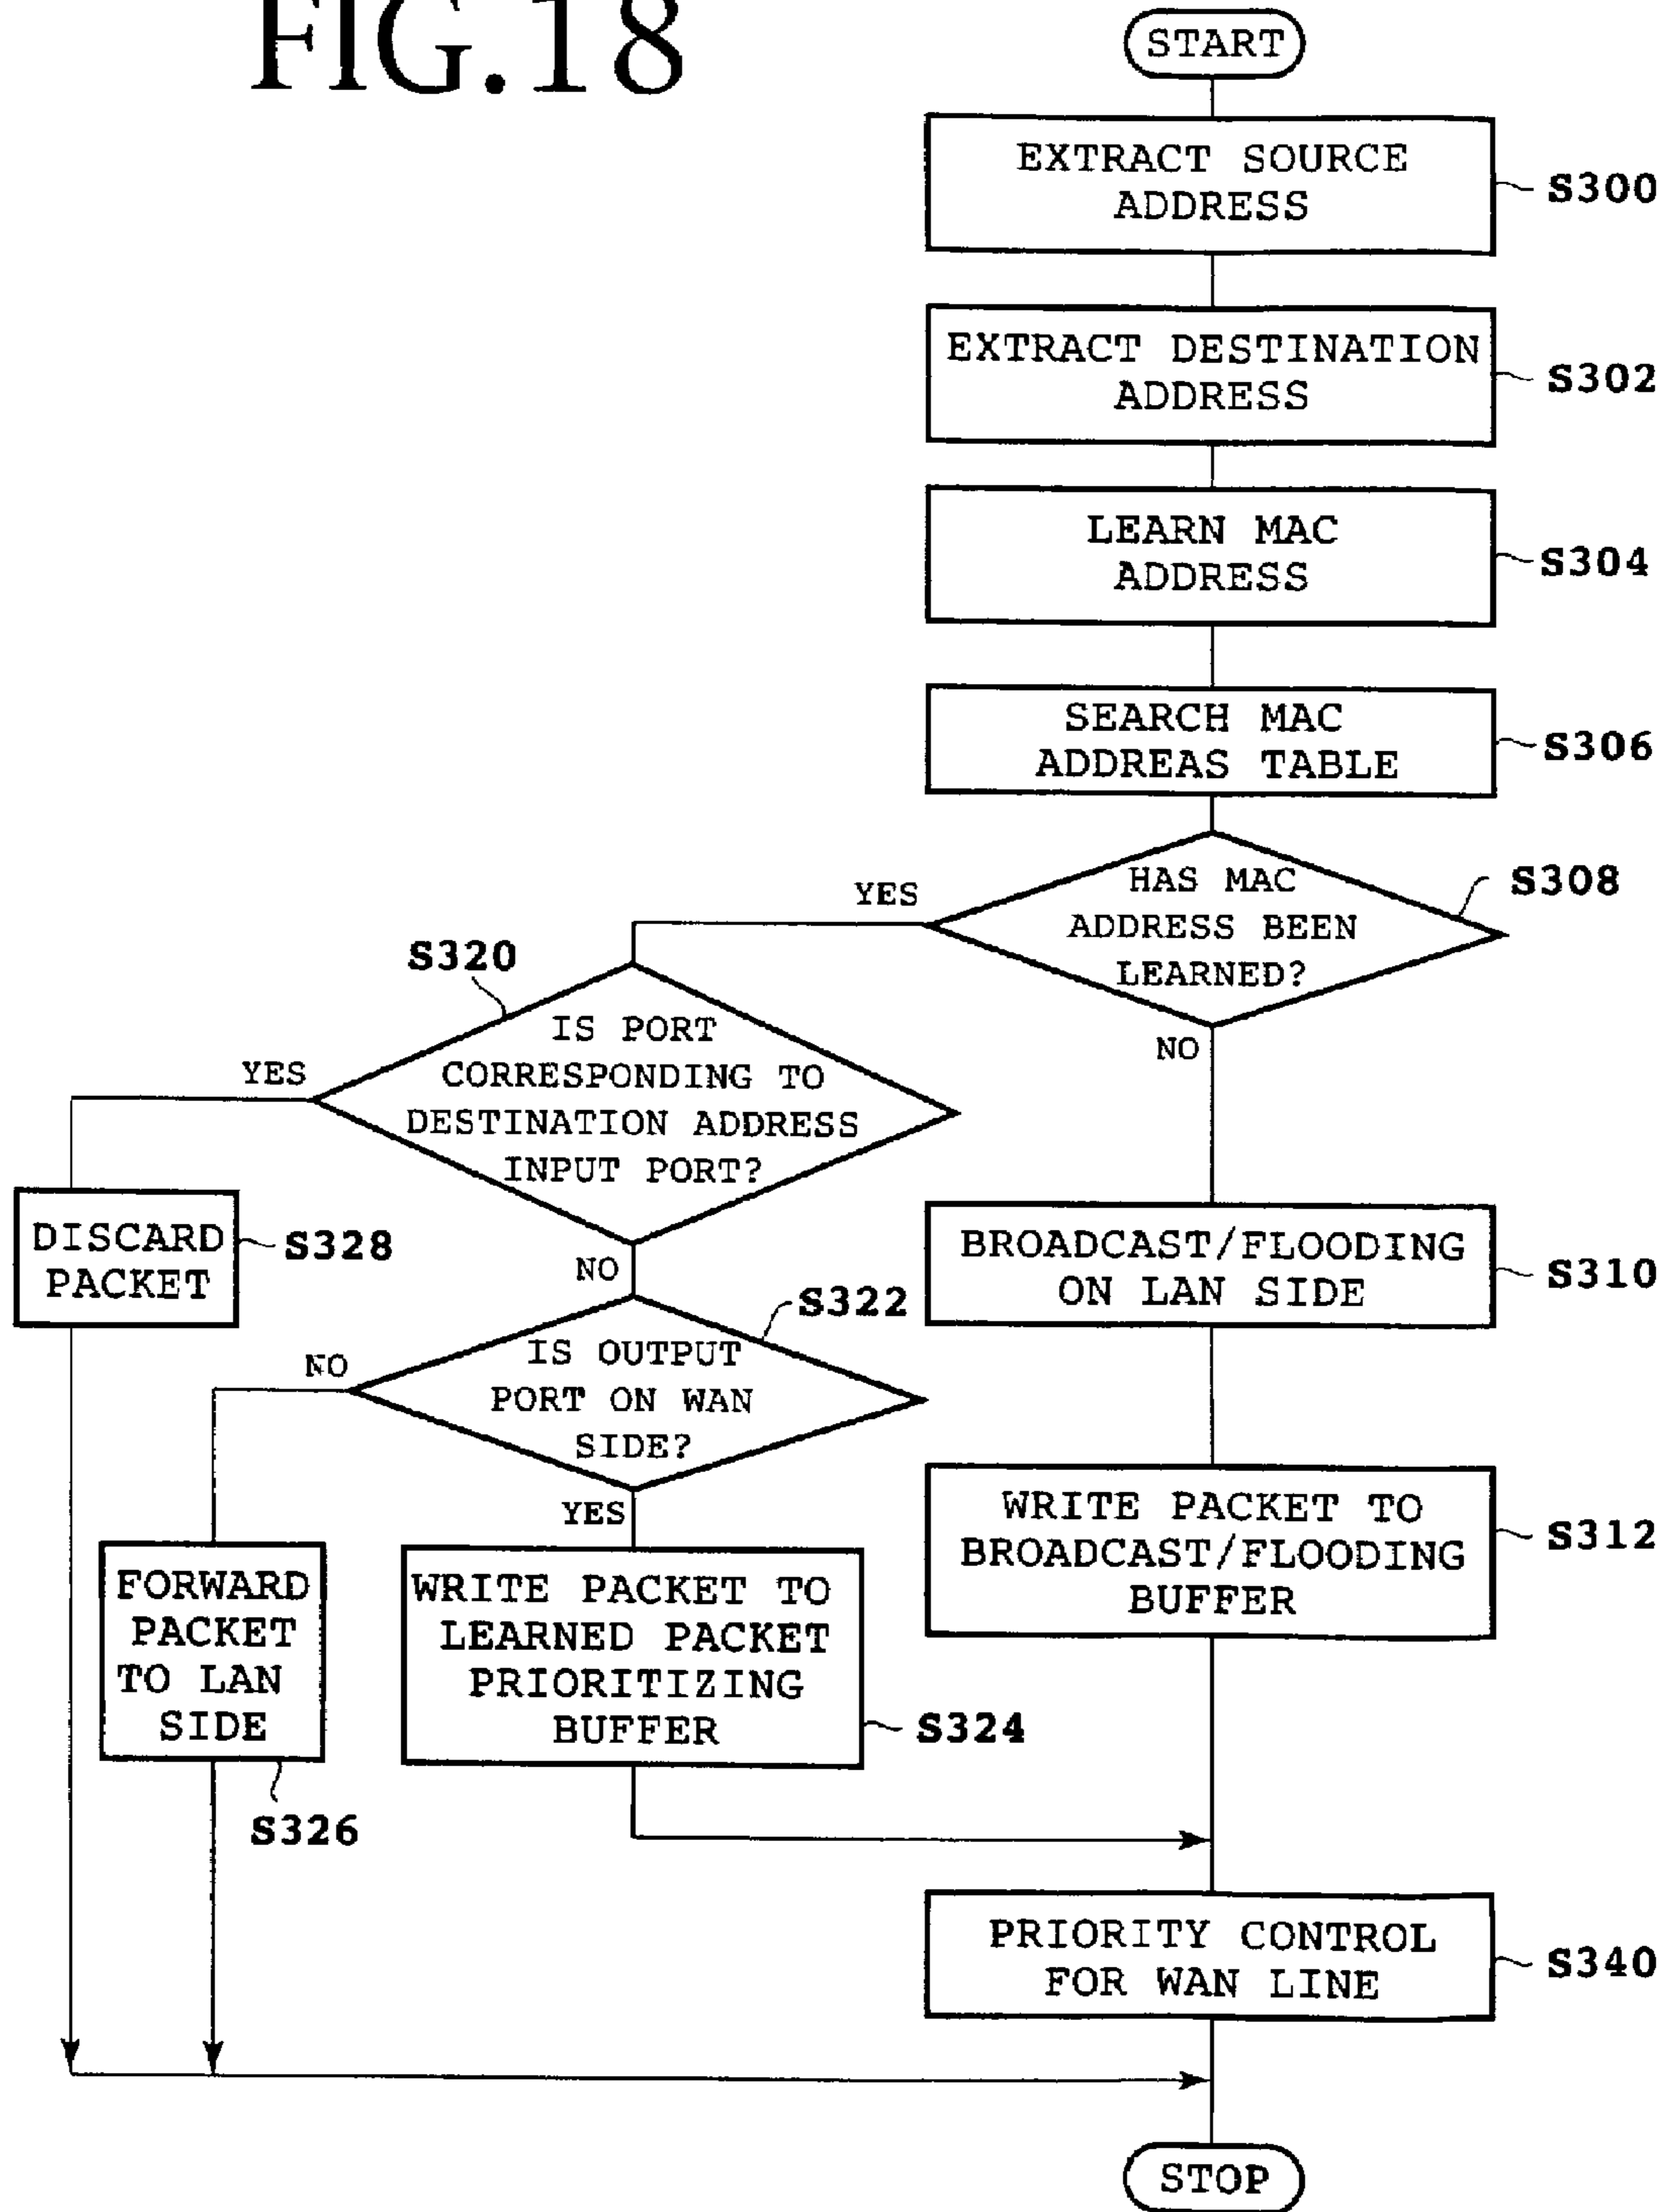 FIG.18
START
EXTRACT SOURCE
ADDRESS
S300
EXTRACT DESTINATION
ADDRESS
S302
LEARN MAC
ADDRESS
S304
SEARCH MAC
ADDREAS TABLE
S306
HAS MAC
ADDRESS BEEN
LEARNED?
S308
YES
NO
S320
IS PORT
CORRESPONDING TO
DESTINATION ADDRESS
INPUT PORT?
YES
NO
DISCARD
PACKET
S328
BROADCAST/FLOODING
ON LAN SIDE
S310
S322
IS OUTPUT
PORT ON WAN
SIDE?
NO
YES
WRITE PACKET TO
BROADCAST/FLOODING
BUFFER
S312
FORWARD
PACKET
TO LAN
SIDE
S326
WRITE PACKET TO
LEARNED PACKET
PRIORITIZING
BUFFER
S324
PRIORITY CONTROL
FOR WAN LINE
S340
STOP